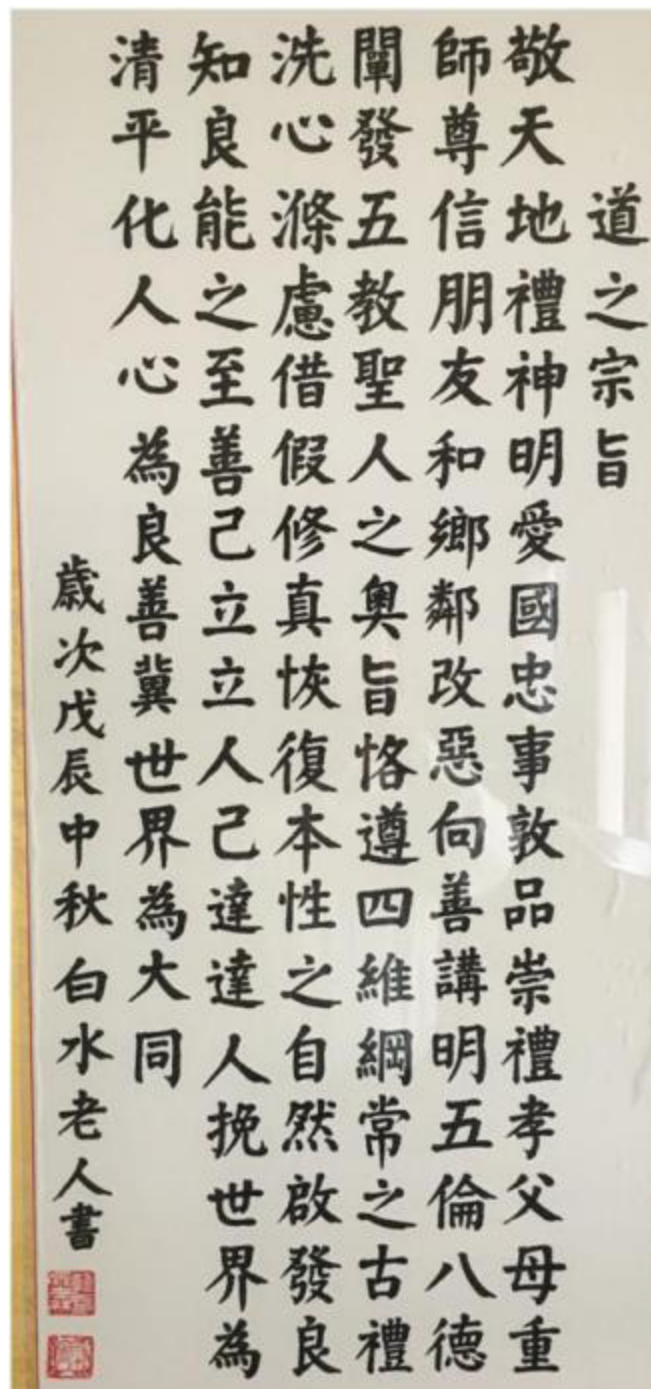 道之宗旨
敬天地禮神明愛國忠事敦品崇禮孝父母重
師尊信朋友和鄉鄰改惡向善講明五倫八德
闡發五教聖人之奧旨恪遵四維綱常之古禮
洗心滌慮借假修真恢復本性之自然啟發良
知良能之至善己立立人己達達人挽世界為
清平化人心為良善冀世界為大同
歲次戊辰中秋白水老人書